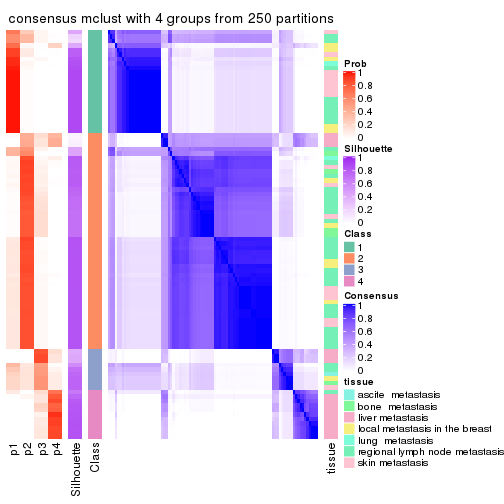 consensus mclust with 4 groups from 250 partitions
Prob
1
0.8
0.6
0.4
0.2
0
Silhouette
1
0.8
0.6
0.4
0.2
0
Class
1
2
3
4
Consensus
1
0.8
0.6
0.4
0.2
0
tissue
ascite metastasis
bone metastasis
liver metastasis
local metastasis in the breast
lung metastasis
regional lymph node metastasis
skin metastasis
p1
p2
p3
p4
Silhouette
Class
tissue